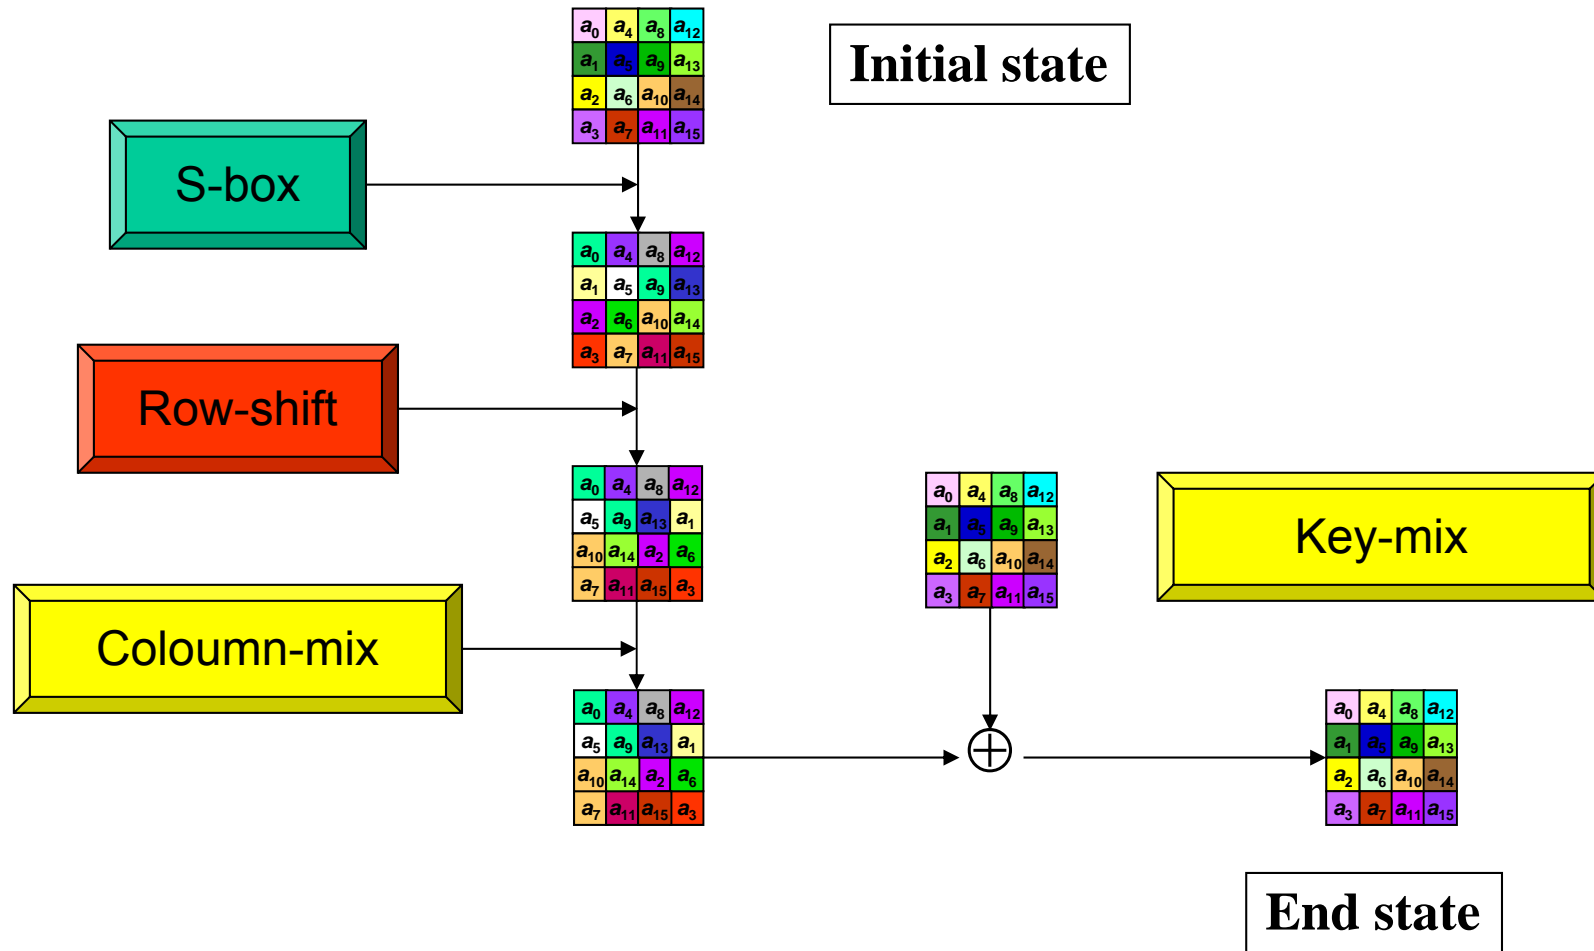 a0 a4 a8 a12
Initial state
a1 a5 a9 a13
a2 a6 a10 a14
a3 a7 a11 a15
S-box
a0 a4 a8 a12
a1 a5 a9 a13
a2 a6 a10 a14
a3 a7 a11 a15
Row-shift
a0 a4 a8 a12
a5 a9 a13 a1
a10 a14 a2 a6
a7 a11 a15 a3
a0 a4 a8 a12
a1 a5 a9 a13
a2 a6 a10 a14
a3 a7 a11 a15
Key-mix
Coloumn-mix
a0 a4 a8 a12
a5 a9 a13 a1
a10 a14 a2 a6
a7 a11 a15 a3
a0 a4 a8 a12
a1 a5 a9 a13
a2 a6 a10 a14
a3 a7 a11 a15
End state